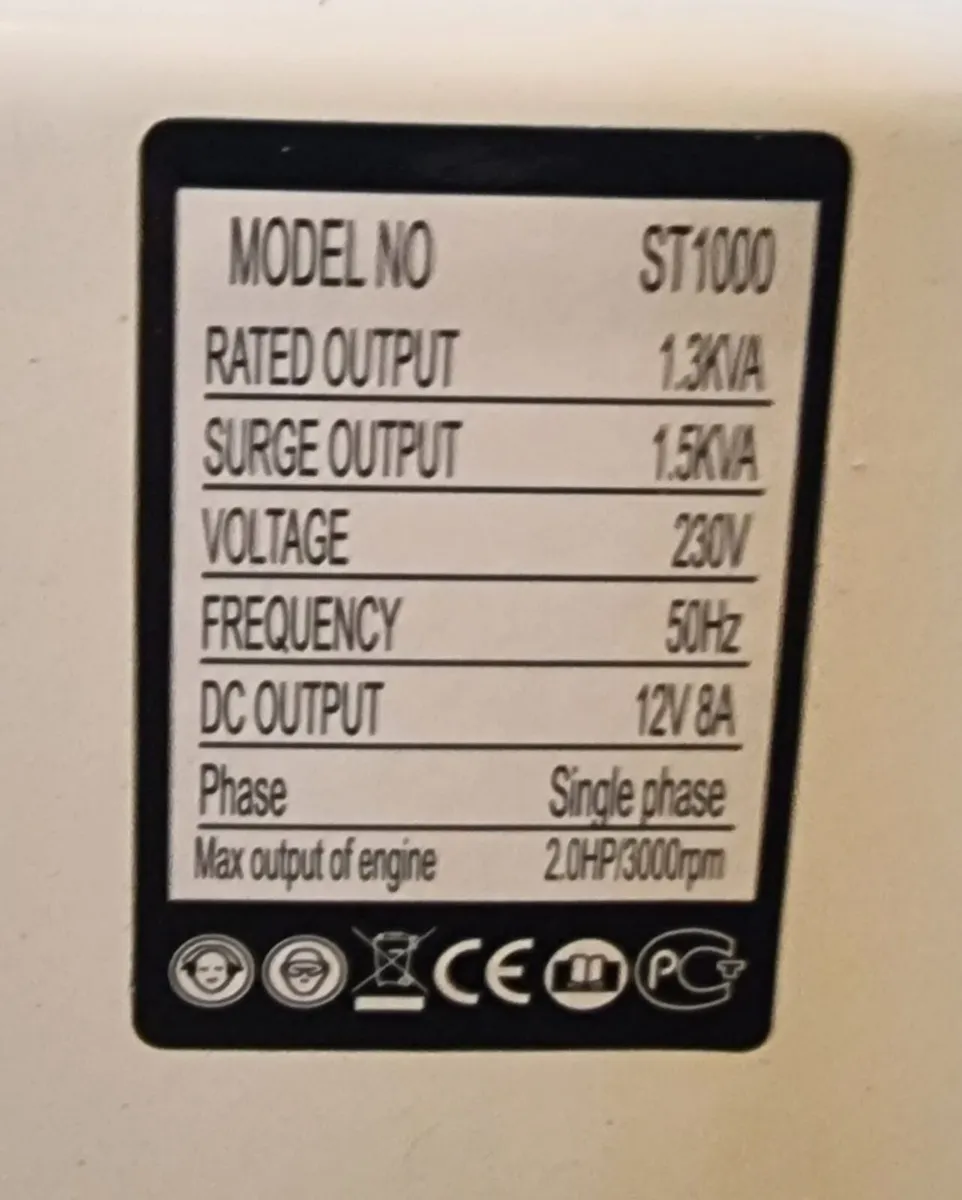 MODEL NO ST1000
RATED OUTPUT 1.3KVA
SURGE OUTPUT 1.5KVA
VOLTAGE 230V
FREQUENCY 50Hz
DC OUTPUT 12V 8A
Phase Single phase
Max output of engine 2.0HP/3000rpm
CE PCT